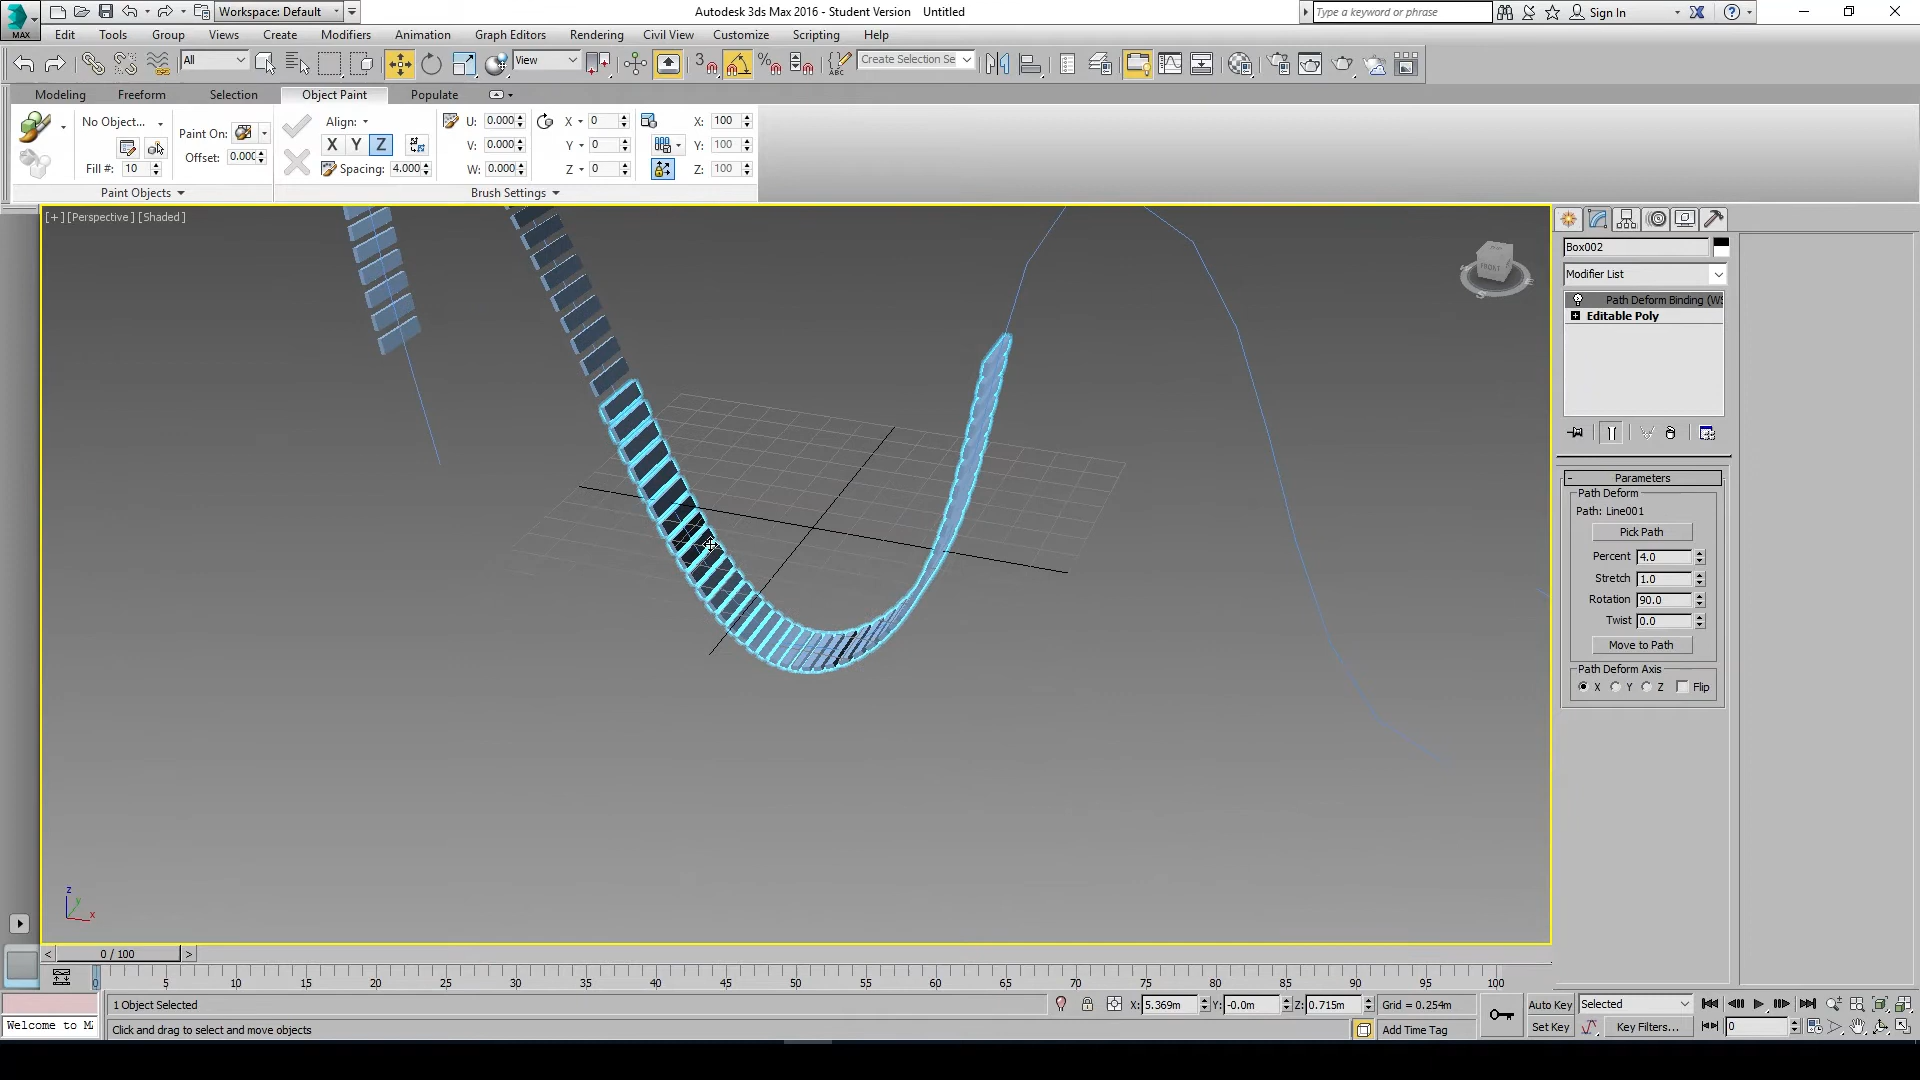 MAX
Workspace: Default
Autodesk 3ds Max 2016 - Student Version    Untitled
Type a keyword or phrase
Sign In
Edit Tools Group Views Create Modifiers Animation Graph Editors Rendering Civil View Customize Scripting Help
All
View
3
Create Selection Se
Modeling Freeform Selection Object Paint Populate
No Object...
Paint On:
Fill #: 10
Offset: 0.000
Align:
X Y Z
Spacing: 4.000
U: 0.000
V: 0.000
W: 0.000
X 0
Y 0
Z 0
X: 100
Y: 100
Z: 100
Paint Objects
Brush Settings
[+] [Perspective ] [Shaded ]
FRONT
S
Box002
Modifier List
Path Deform Binding (WS
Editable Poly
Parameters
Path Deform
Path: Line001
Pick Path
Percent 4.0
Stretch 1.0
Rotation 90.0
Twist 0.0
Move to Path
Path Deform Axis
X Y Z Flip
z
y
x
< 0 / 100 >
0 5 10 15 20 25 30 35 40 45 50 55 60 65 70 75 80 85 90 95 100
1 Object Selected
X: 5.369m Y: -0.0m Z: 0.715m Grid = 0.254m
Auto Key Selected
Welcome to M
Click and drag to select and move objects
Add Time Tag
Set Key Key Filters... 0